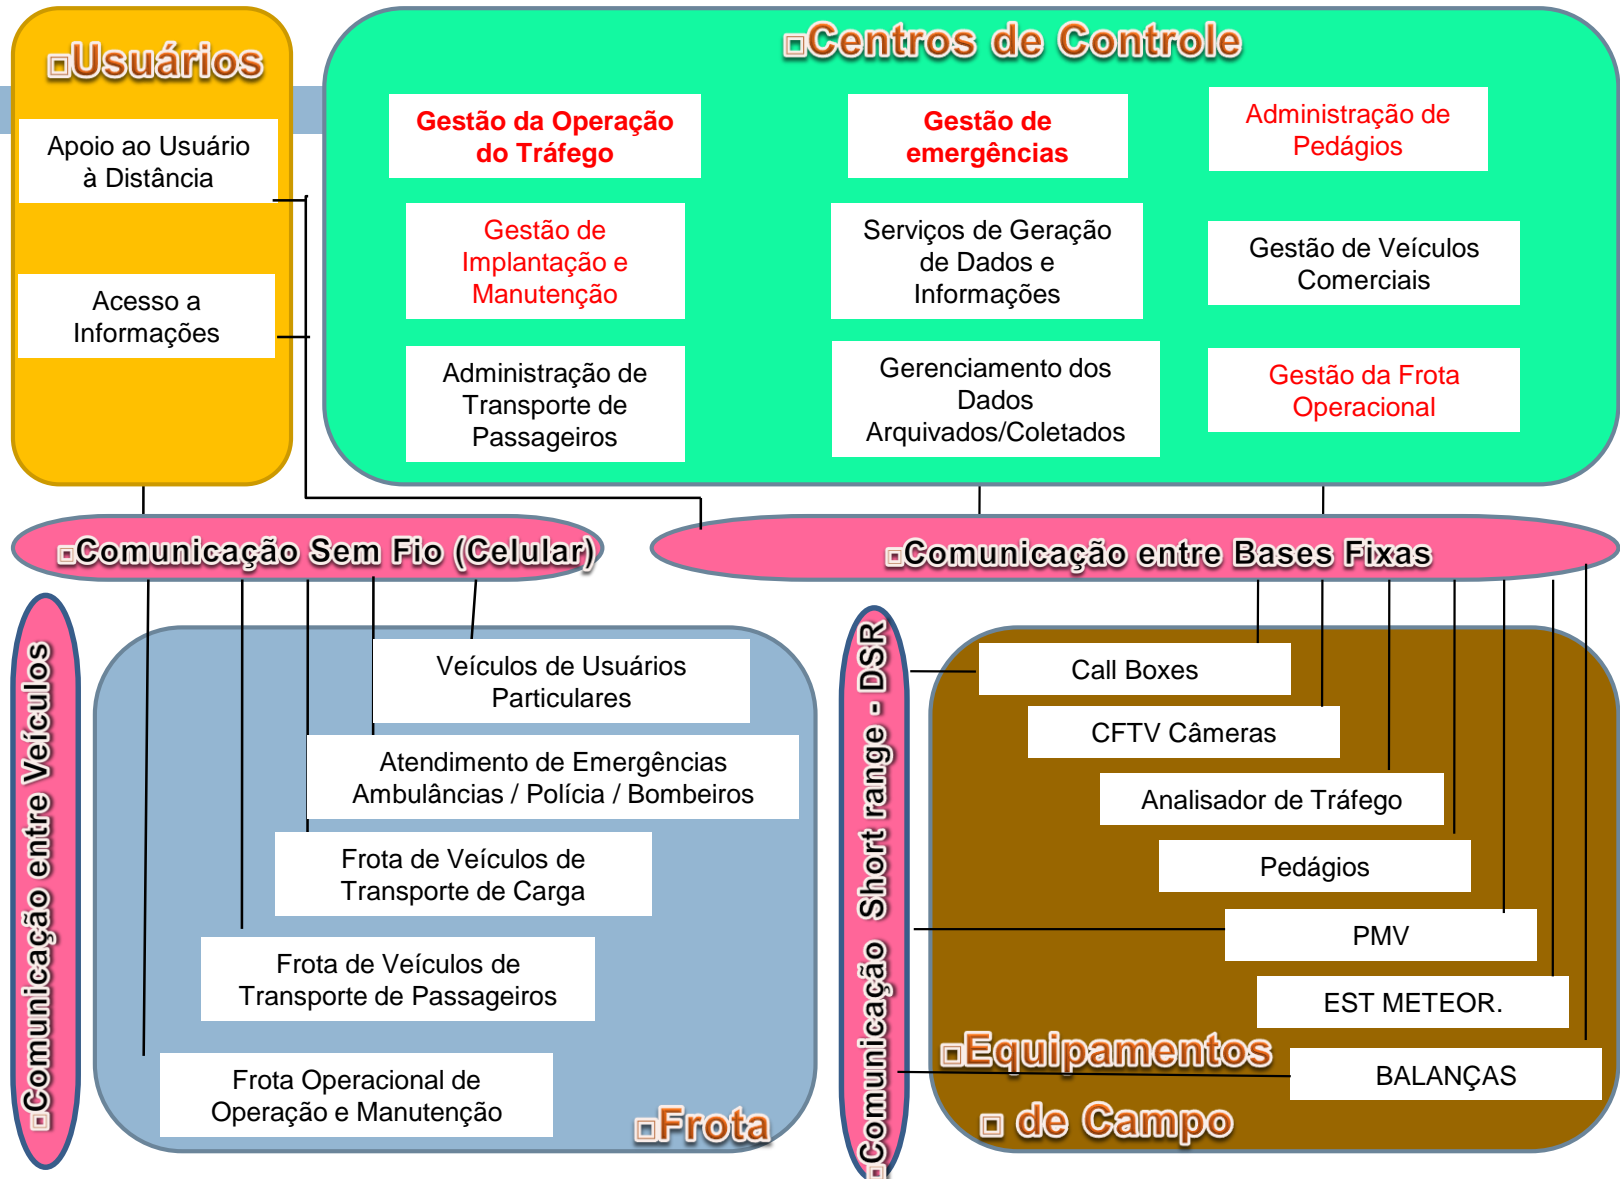 Usuários
Apoio ao Usuário
à Distância
Acesso a
Informações
Centros de Controle
Gestão da Operação
do Tráfego
Gestão de
emergências
Administração de
Pedágios
Gestão de
Implantação e
Manutenção
Serviços de Geração
de Dados e
Informações
Gestão de Veículos
Comerciais
Administração de
Transporte de
Passageiros
Gerenciamento dos
Dados
Arquivados/Coletados
Gestão da Frota
Operacional
Comunicação Sem Fio (Celular)
Comunicação entre Bases Fixas
Comunicação entre Veículos
Veículos de Usuários
Particulares
Atendimento de Emergências
Ambulâncias / Polícia / Bombeiros
Frota de Veículos de
Transporte de Carga
Frota de Veículos de
Transporte de Passageiros
Frota Operacional de
Operação e Manutenção
Frota
Comunicação Short range - DSR
Call Boxes
CFTV Câmeras
Analisador de Tráfego
Pedágios
PMV
EST METEOR.
BALANÇAS
Equipamentos
de Campo